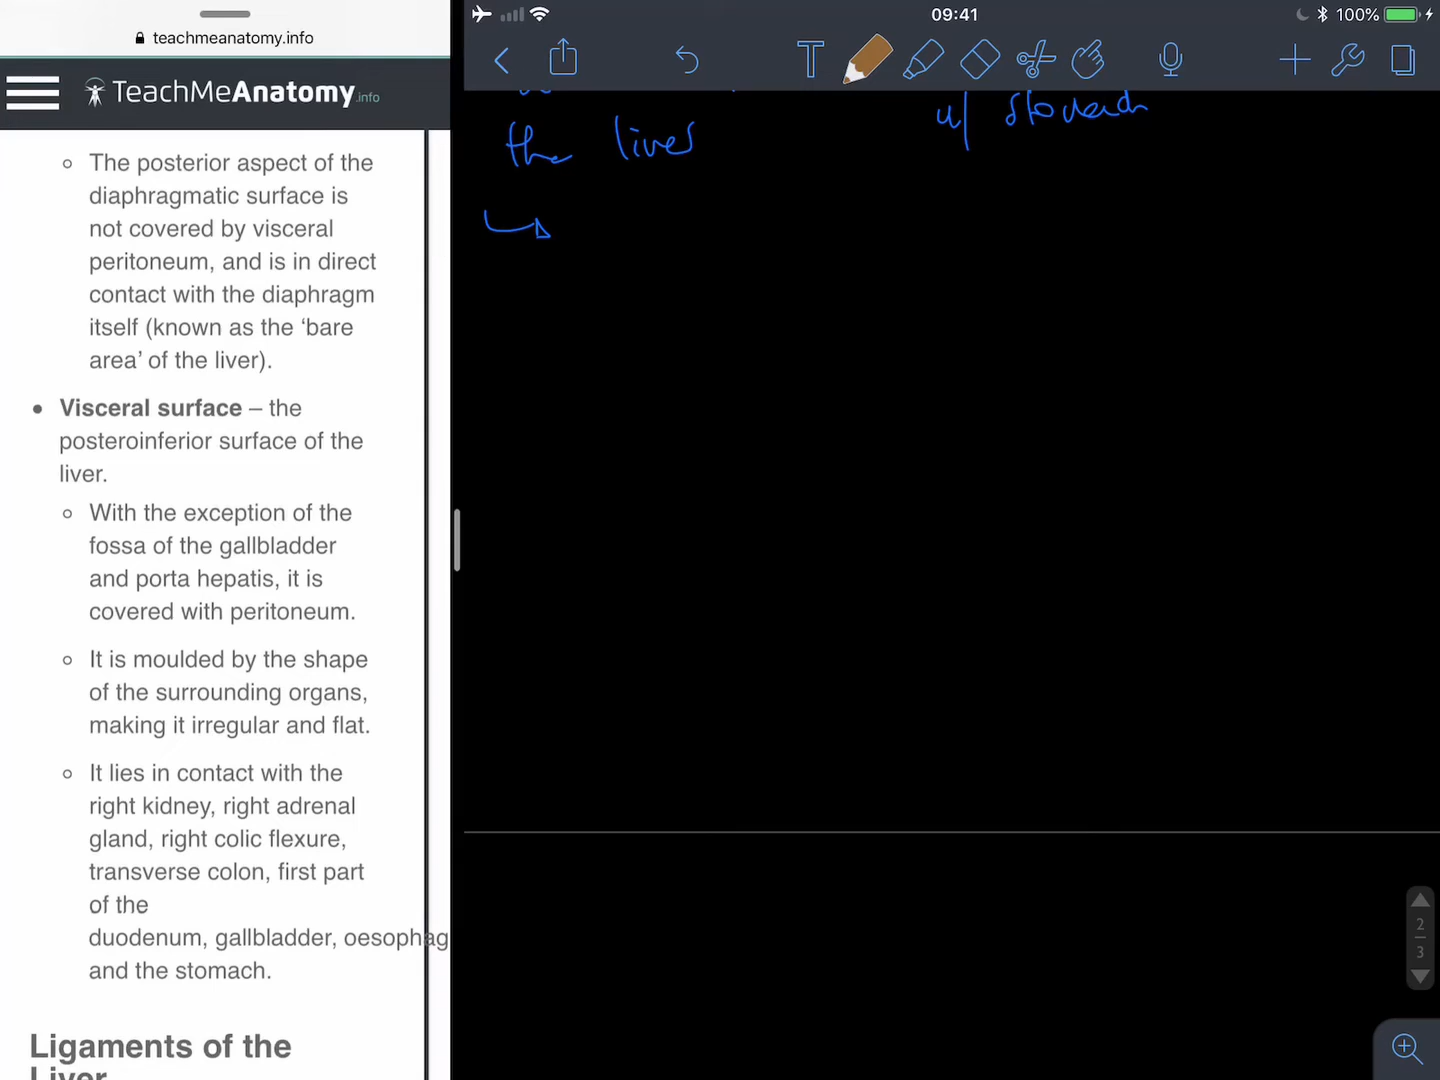 teachmeanatomy.info
TeachMeAnatomy.info
The posterior aspect of the
diaphragmatic surface is
not covered by visceral
peritoneum, and is in direct
contact with the diaphragm
itself (known as the ‘bare
area’ of the liver).
Visceral surface – the
posteroinferior surface of the
liver.
With the exception of the
fossa of the gallbladder
and porta hepatis, it is
covered with peritoneum.
It is moulded by the shape
of the surrounding organs,
making it irregular and flat.
It lies in contact with the
right kidney, right adrenal
gland, right colic flexure,
transverse colon, first part
of the
duodenum, gallbladder, oesophag
and the stomach.
Ligaments of the
Liver
09:41
100%
T
w/ stomach
the liver
2
3